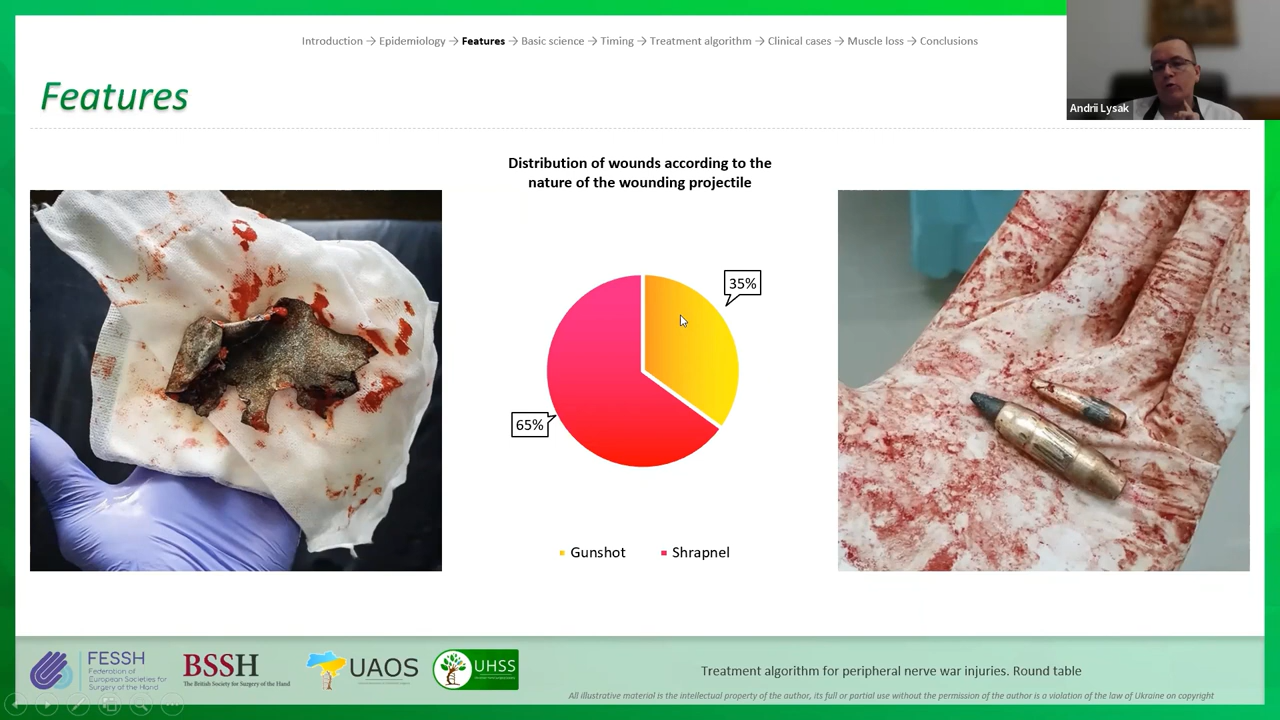 Introduction → Epidemiology → Features → Basic science → Timing → Treatment algorithm → Clinical cases → Muscle loss → Conclusions
Andrii Lysak
Features
Distribution of wounds according to the
nature of the wounding projectile
35%
65%
Gunshot
Shrapnel
FESSH
Federation of
European Societies for
Surgery of the Hand
BSSH
The British Society for Surgery of the Hand
UAOS
UHSS
Treatment algorithm for peripheral nerve war injuries. Round table
All illustrative material is the intellectual property of the author, its full or partial use without the permission of the author is a violation of the law of Ukraine on copyright